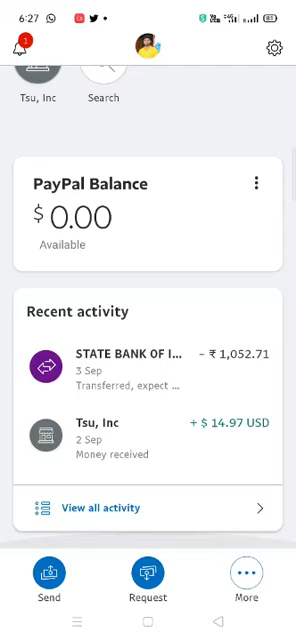 6:27
1
Tsu, Inc
Search
PayPal Balance
$ 0.00
Available
Recent activity
STATE BANK OF I... - ₹ 1,052.71
3 Sep
Transferred, expect ...
Tsu, Inc + $ 14.97 USD
2 Sep
Money received
View all activity
Send
Request
More